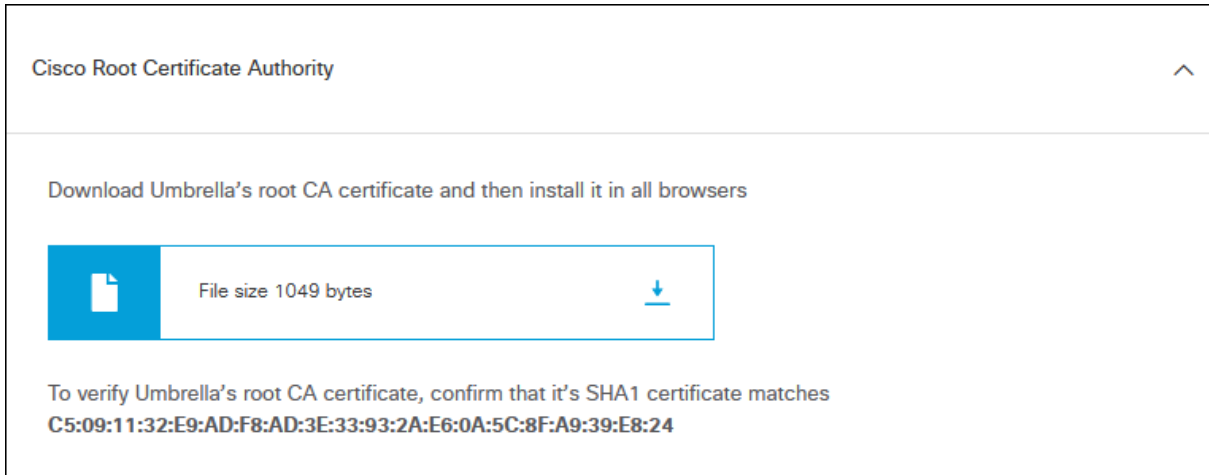 Cisco Root Certificate Authority
Download Umbrella's root CA certificate and then install it in all browsers
File size 1049 bytes
To verify Umbrella's root CA certificate, confirm that it's SHA1 certificate matches
C5:09:11:32:E9:AD:F8:AD:3E:33:93:2A:E6:0A:5C:8F:A9:39:E8:24